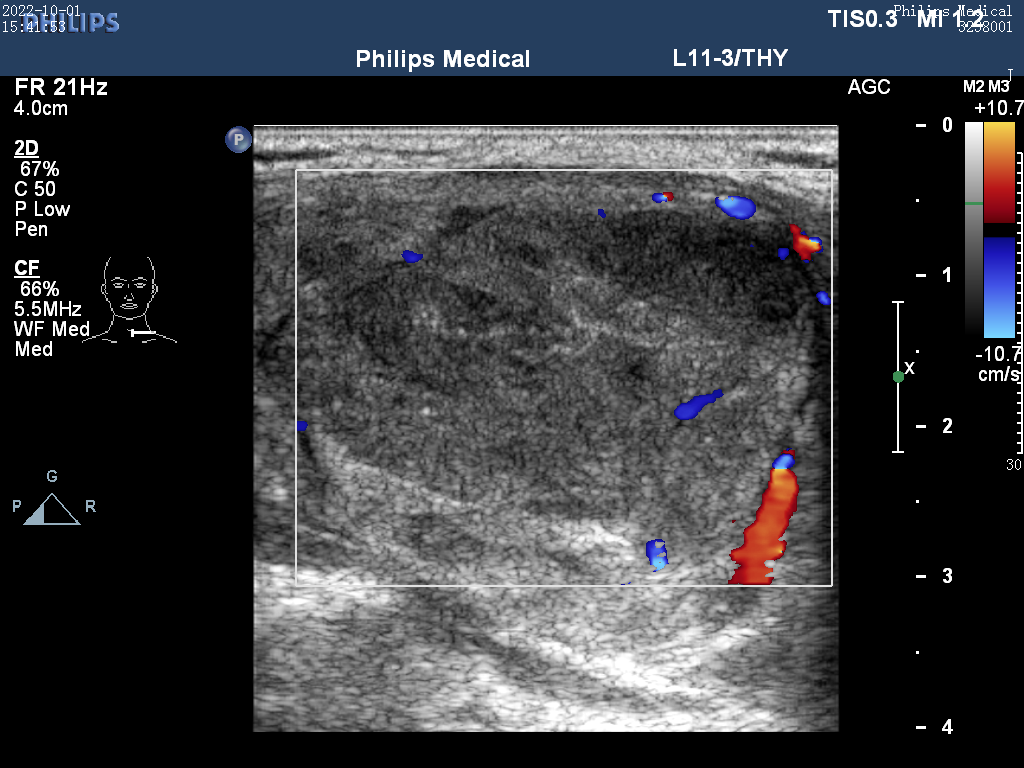 2022-10-01
15:41:53
PHILIPS
TIS0.3 MI 1.2
Philips Medical
3298001
Philips Medical
L11-3/THY
FR 21Hz
4.0cm
2D
67%
C 50
P Low
Pen
CF
66%
5.5MHz
WF Med
Med
P
G
P R
AGC
M2 M3
+10.7
-10.7
cm/s
J
0
1
X
2
30
3
4